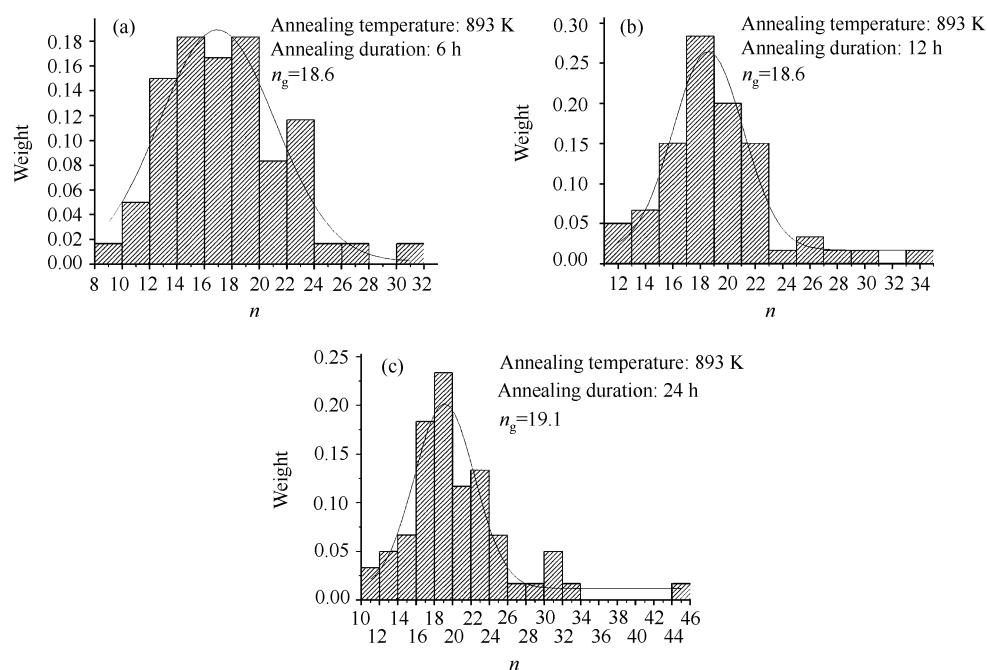 (a)
Annealing temperature: 893 K
Annealing duration: 6 h
ng=18.6
Weight
0.18
0.16
0.14
0.12
0.10
0.08
0.06
0.04
0.02
0.00
8 10 12 14 16 18 20 22 24 26 28 30 32
n
(b)
Annealing temperature: 893 K
Annealing duration: 12 h
ng=18.6
Weight
0.30
0.25
0.20
0.15
0.10
0.05
0.00
12 14 16 18 20 22 24 26 28 30 32 34
n
(c)
Annealing temperature: 893 K
Annealing duration: 24 h
ng=19.1
Weight
0.25
0.20
0.15
0.10
0.05
0.00
10 14 18 22 26 30 34 38 42 46
12 16 20 24 28 32 36 40 44
n